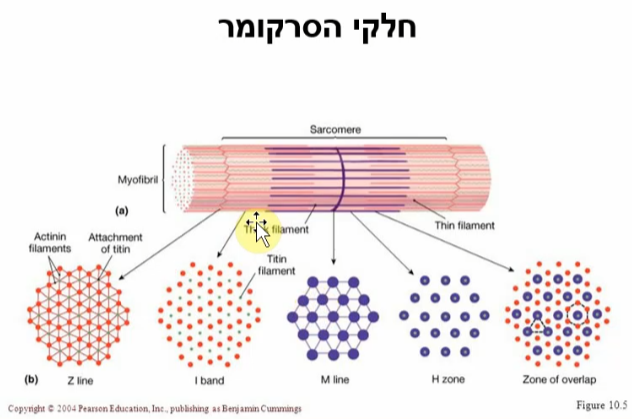 חלקי הסרקומר
Sarcomere
Myofibril
(a)
filament
Thin filament
Actinin
filaments
Attachment
of titin
Titin
filament
(b)
Z line
I band
M line
H zone
Zone of overlap
Copyright © 2004 Pearson Education, Inc., publishing as Benjamin Cummings
Figure 10.5